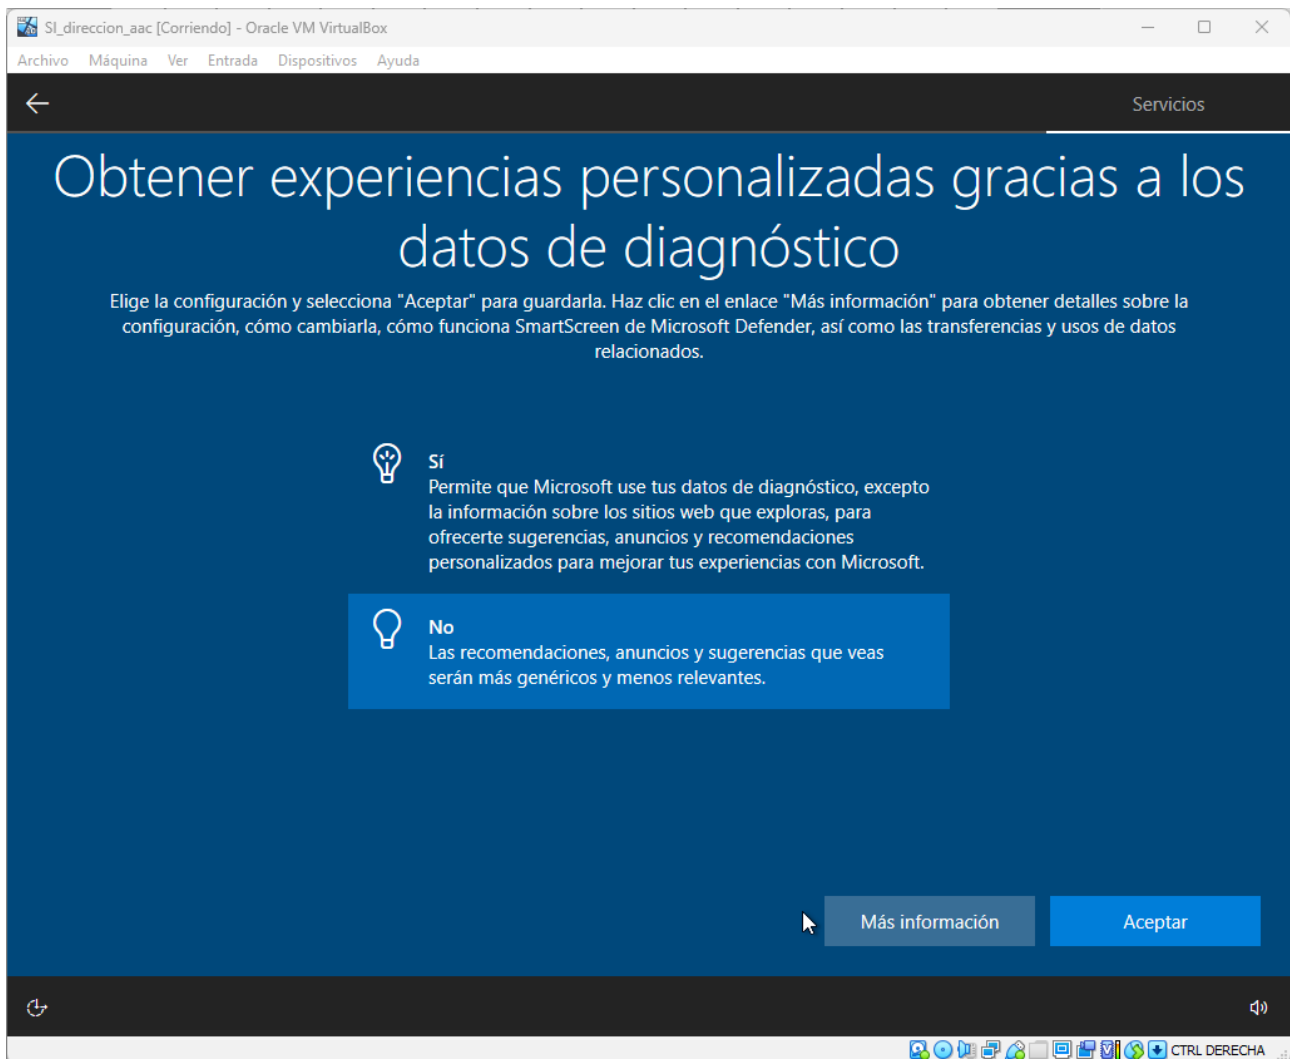 SI_direccion_aac [Corriendo] - Oracle VM VirtualBox
Archivo Máquina Ver Entrada Dispositivos Ayuda
Servicios
Obtener experiencias personalizadas gracias a los
datos de diagnóstico
Elige la configuración y selecciona "Aceptar" para guardarla. Haz clic en el enlace "Más información" para obtener detalles sobre la
configuración, cómo cambiarla, cómo funciona SmartScreen de Microsoft Defender, así como las transferencias y usos de datos
relacionados.
Sí
Permite que Microsoft use tus datos de diagnóstico, excepto
la información sobre los sitios web que exploras, para
ofrecerte sugerencias, anuncios y recomendaciones
personalizados para mejorar tus experiencias con Microsoft.
No
Las recomendaciones, anuncios y sugerencias que veas
serán más genéricos y menos relevantes.
Más información
Aceptar
CTRL DERECHA